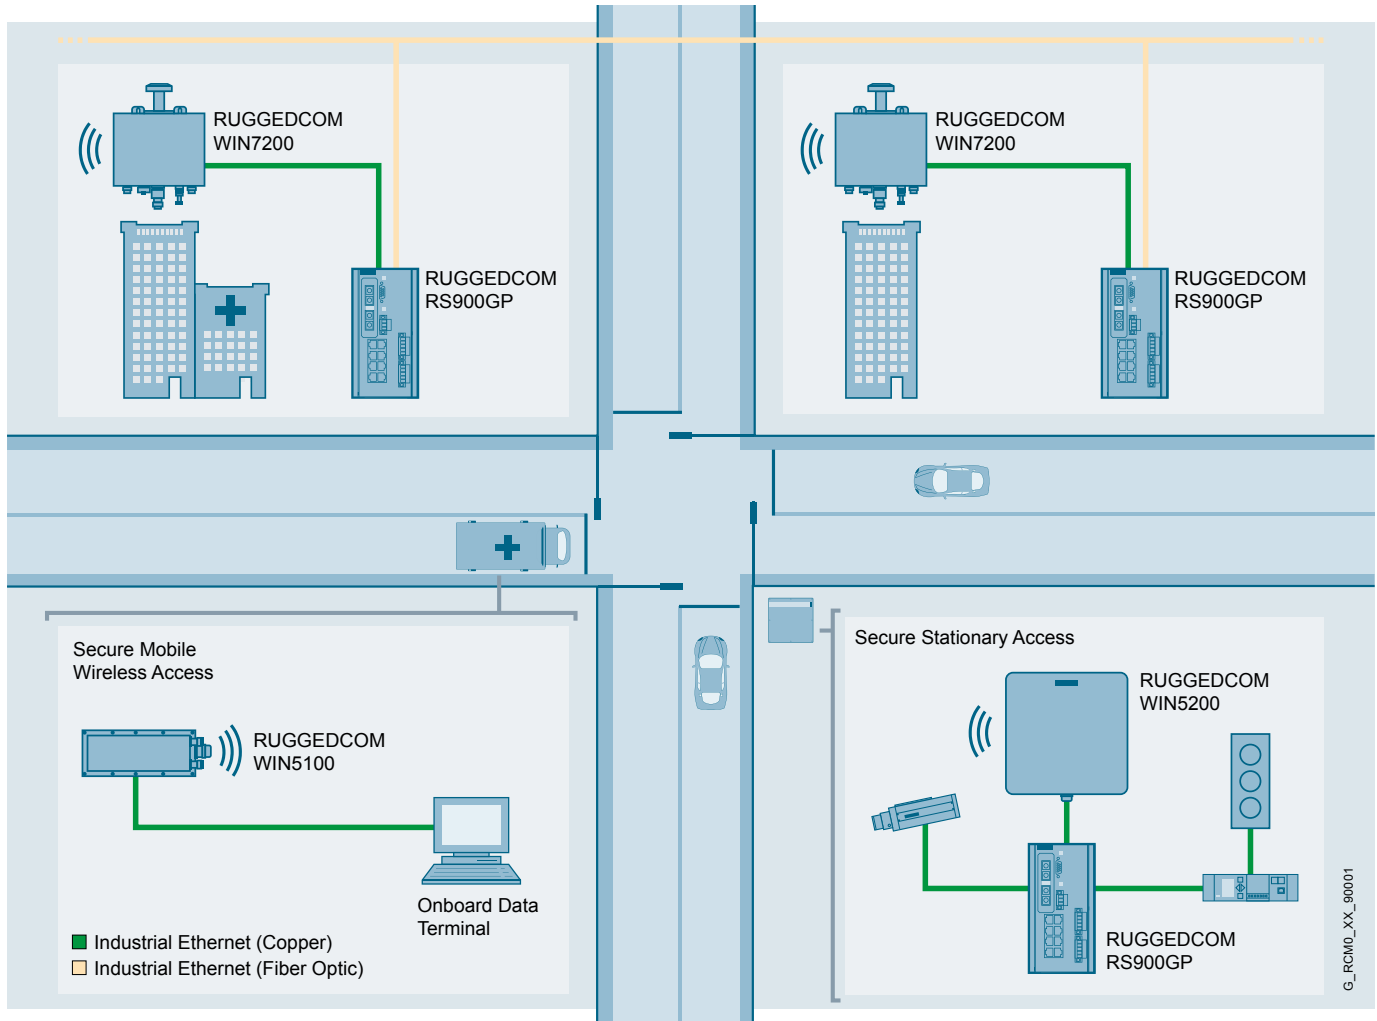 RUGGEDCOM
WIN7200
RUGGEDCOM
RS900GP
RUGGEDCOM
WIN7200
RUGGEDCOM
RS900GP
Secure Mobile
Wireless Access
RUGGEDCOM
WIN5100
Onboard Data
Terminal
Industrial Ethernet (Copper)
Industrial Ethernet (Fiber Optic)
Secure Stationary Access
RUGGEDCOM
WIN5200
RUGGEDCOM
RS900GP
G_RCM0_XX_90001